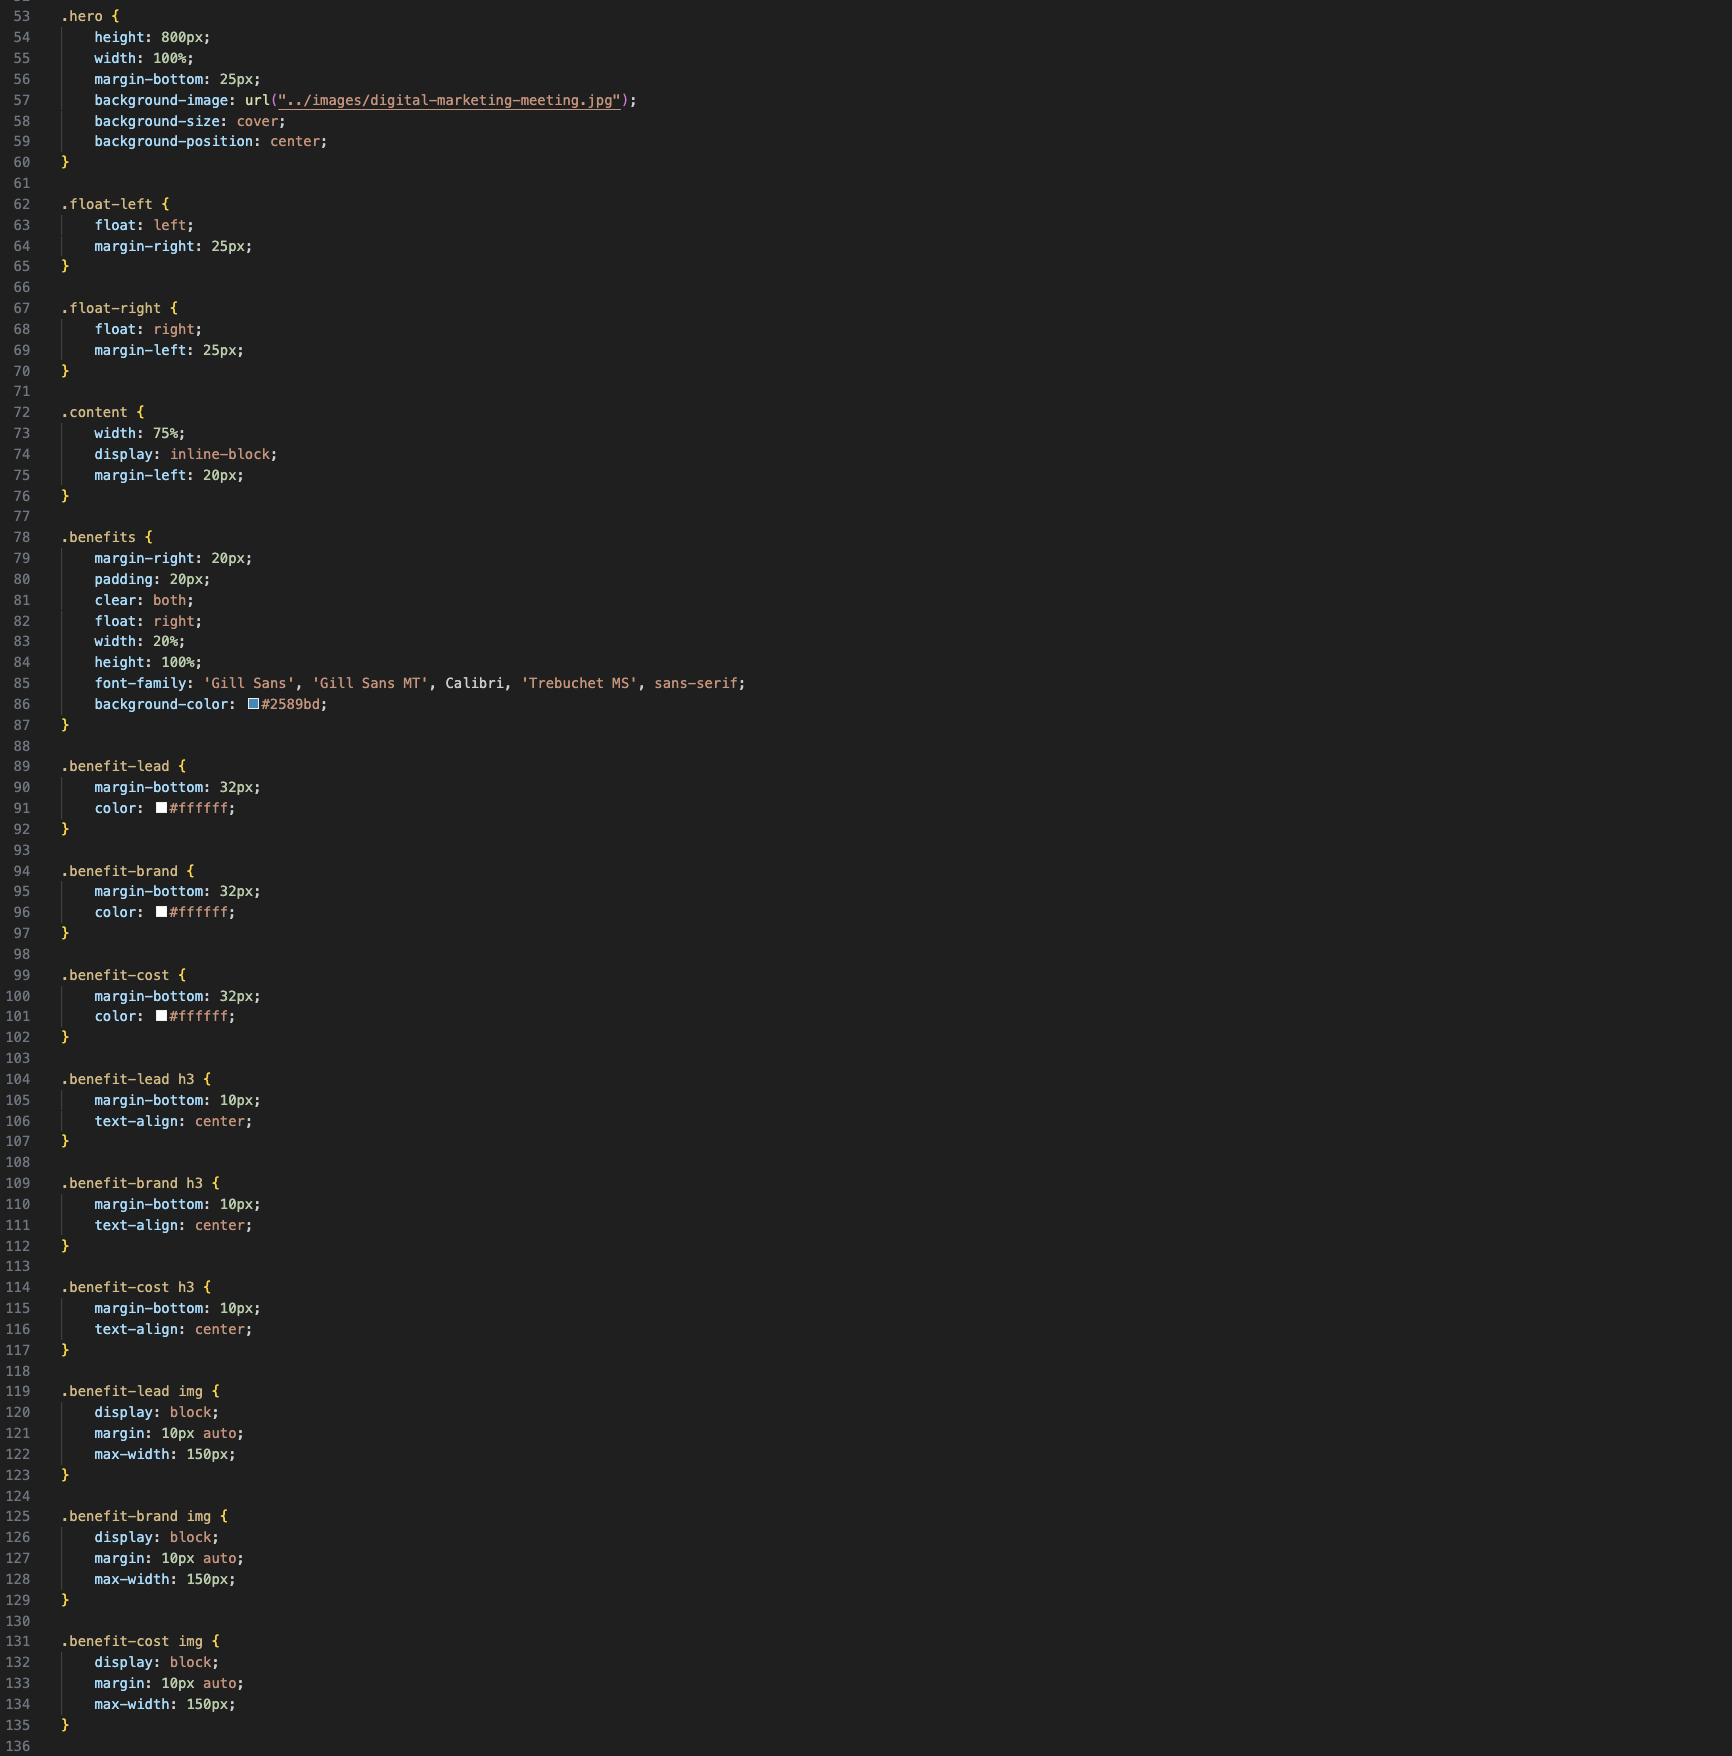 53 .hero {
54     height: 800px;
55     width: 100%;
56     margin-bottom: 25px;
57     background-image: url("../images/digital-marketing-meeting.jpg");
58     background-size: cover;
59     background-position: center;
60 }
61
62 .float-left {
63     float: left;
64     margin-right: 25px;
65 }
66
67 .float-right {
68     float: right;
69     margin-left: 25px;
70 }
71
72 .content {
73     width: 75%;
74     display: inline-block;
75     margin-left: 20px;
76 }
77
78 .benefits {
79     margin-right: 20px;
80     padding: 20px;
81     clear: both;
82     float: right;
83     width: 20%;
84     height: 100%;
85     font-family: 'Gill Sans', 'Gill Sans MT', Calibri, 'Trebuchet MS', sans-serif;
86     background-color: #2589bd;
87 }
88
89 .benefit-lead {
90     margin-bottom: 32px;
91     color: #ffffff;
92 }
93
94 .benefit-brand {
95     margin-bottom: 32px;
96     color: #ffffff;
97 }
98
99 .benefit-cost {
100     margin-bottom: 32px;
101     color: #ffffff;
102 }
103
104 .benefit-lead h3 {
105     margin-bottom: 10px;
106     text-align: center;
107 }
108
109 .benefit-brand h3 {
110     margin-bottom: 10px;
111     text-align: center;
112 }
113
114 .benefit-cost h3 {
115     margin-bottom: 10px;
116     text-align: center;
117 }
118
119 .benefit-lead img {
120     display: block;
121     margin: 10px auto;
122     max-width: 150px;
123 }
124
125 .benefit-brand img {
126     display: block;
127     margin: 10px auto;
128     max-width: 150px;
129 }
130
131 .benefit-cost img {
132     display: block;
133     margin: 10px auto;
134     max-width: 150px;
135 }
136